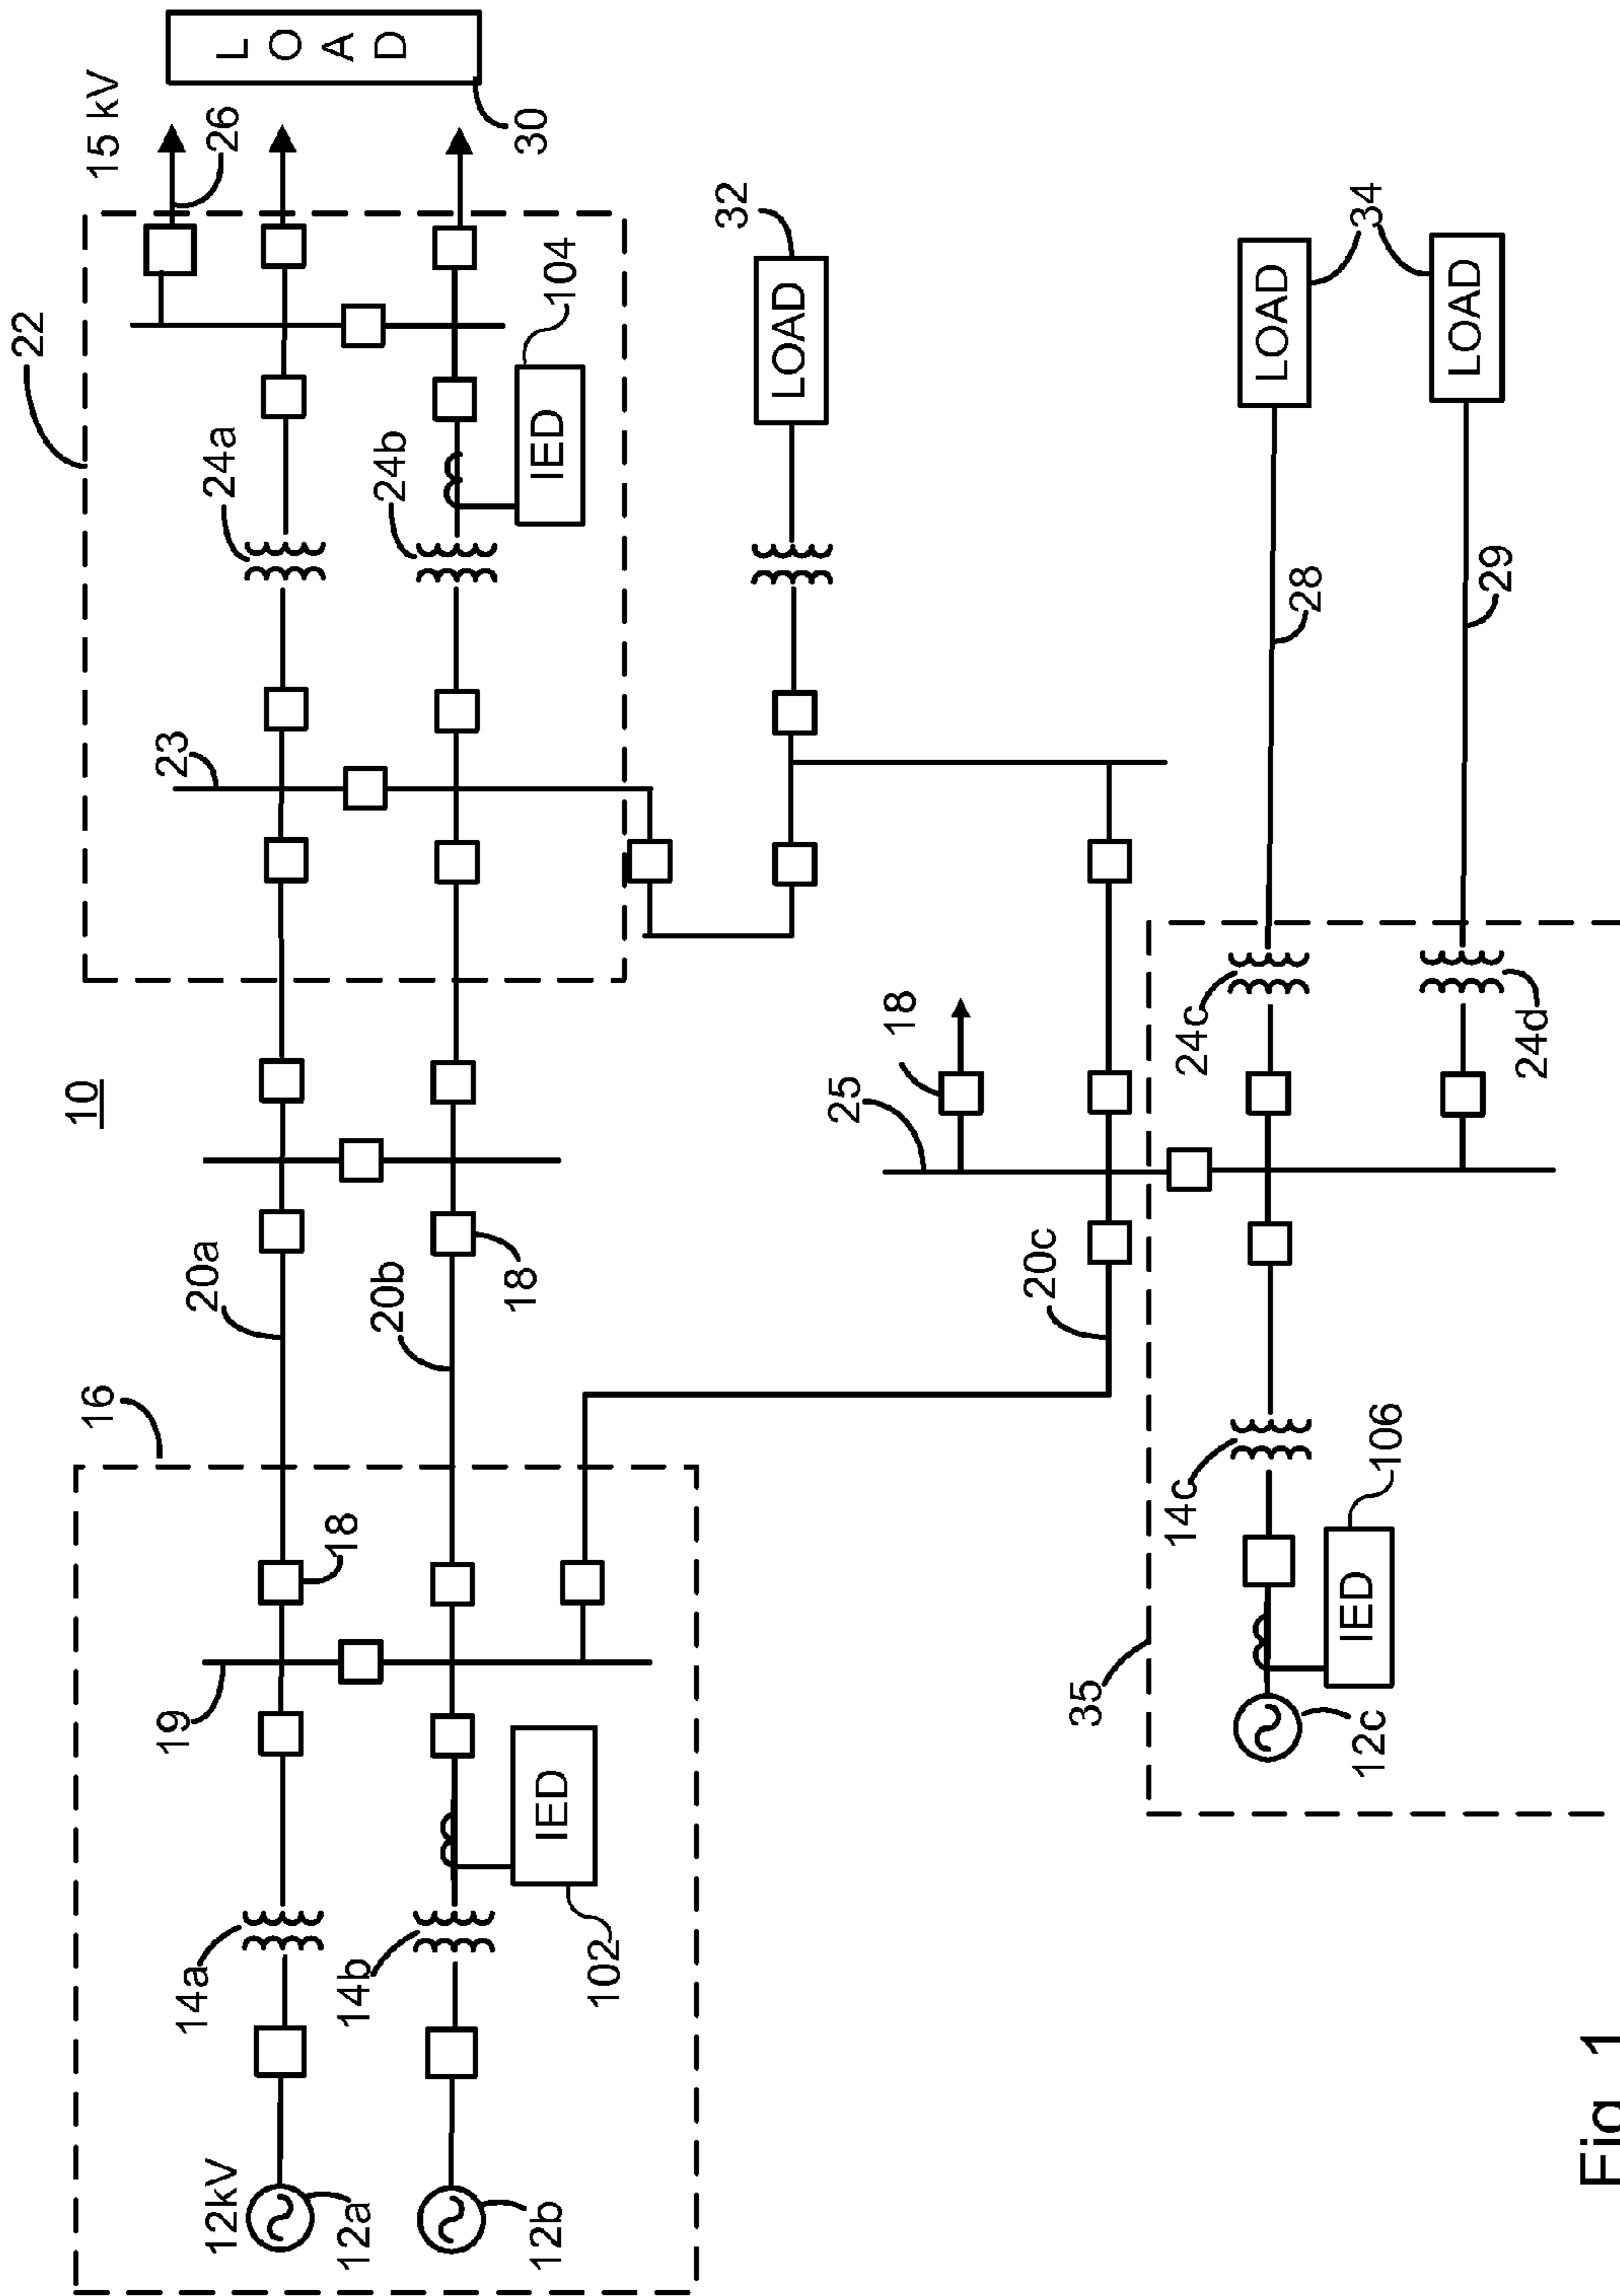 10
22
15 kV
LOAD
26
30
16
20a
23
24a
12kV
12a
14a
19
18
20b
18
24b
104
IED
12b
14b
102
IED
32
LOAD
25
18
20c
35
14c
24c
28
LOAD
34
12c
106
IED
24d
29
LOAD
Fig. 1